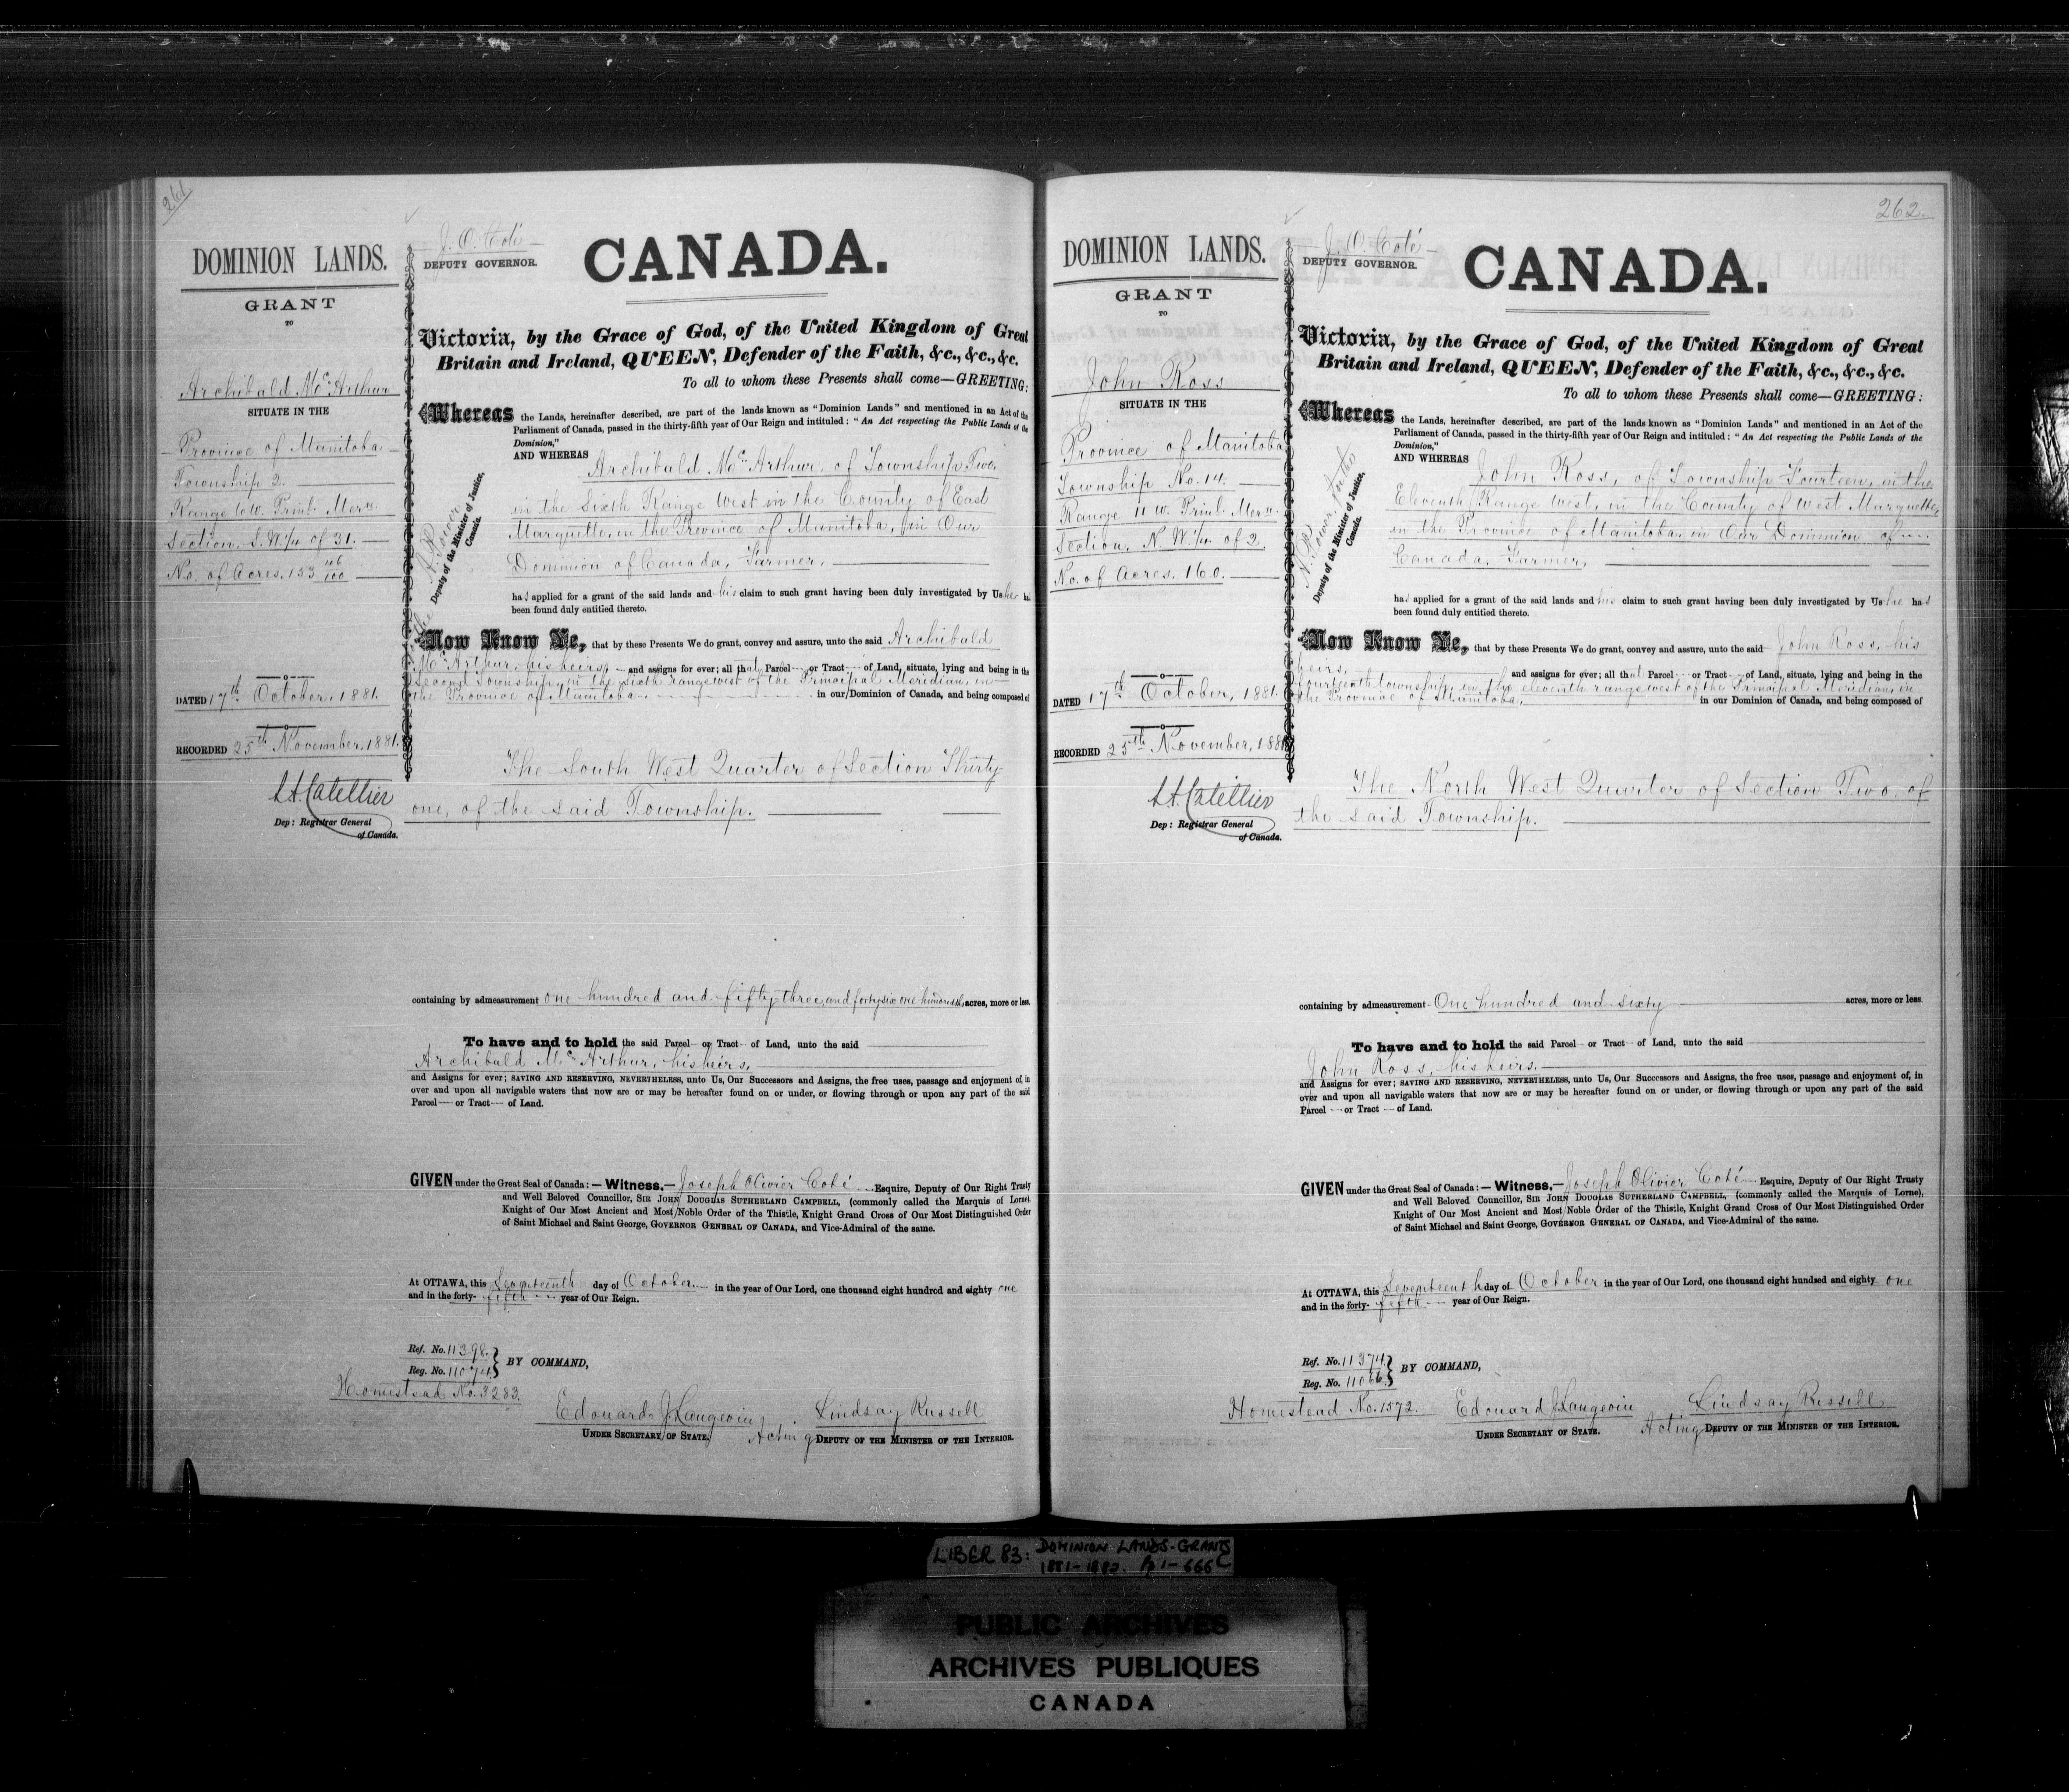 261
DOMINION LANDS.
GRANT
TO
Archibald McArthur
SITUATE IN THE
Province of Manitoba
Township 2.
Range 6 W. Prinl. Mern.
Section, S. W. 1/4 of 31.
No. of Acres, 153 46/100
DATED 17th October, 1881.
RECORDED 25th November, 1881.
L.A. Catellier
Dep: Registrar General
of Canada.
J. O. Coté
DEPUTY GOVERNOR.
CANADA.
Victoria, by the Grace of God, of the United Kingdom of Great
Britain and Ireland, QUEEN, Defender of the Faith, &c., &c., &c.
To all to whom these Presents shall come—GREETING:
Whereas the Lands, hereinafter described, are part of the lands known as "Dominion Lands" and mentioned in an Act of the
Parliament of Canada, passed in the thirty-fifth year of Our Reign and intituled: "An Act respecting the Public Lands of the
Dominion,"
AND WHEREAS Archibald McArthur, of Township Two,
in the Sixth Range West in the County of East
Marquette, in the Province of Manitoba, in Our
Dominion of Canada, Farmer,
Deputy of the Minister of Justice,
Canada.
has applied for a grant of the said lands and his claim to such grant having been duly investigated by Us he has
been found duly entitled thereto.
Now Know Ye, that by these Presents We do grant, convey and assure, unto the said Archibald
McArthur, his heirs, and assigns for ever; all that Parcel or Tract of Land, situate, lying and being in the
Second Township, in the Sixth range west of the Principal Meridian, in
the Province of Manitoba in our Dominion of Canada, and being composed of
The South West Quarter of Section Thirty
one, of the said Township.
containing by admeasurement one hundred and fifty-three, and forty six one hundredths acres, more or less.
To have and to hold the said Parcel or Tract of Land, unto the said
Archibald McArthur, his heirs,
and Assigns for ever; SAVING AND RESERVING, NEVERTHELESS, unto Us, Our Successors and Assigns, the free uses, passage and enjoyment of, in
over and upon all navigable waters that now are or may be hereafter found on or under, or flowing through or upon any part of the said
Parcel or Tract of Land.
GIVEN under the Great Seal of Canada:—Witness,—Joseph Olivier Coté Esquire, Deputy of Our Right Trusty
and Well Beloved Councillor, SIR JOHN DOUGLAS SUTHERLAND CAMPBELL, (commonly called the Marquis of Lorne),
Knight of Our Most Ancient and Most Noble Order of the Thistle, Knight Grand Cross of Our Most Distinguished Order
of Saint Michael and Saint George, GOVERNOR GENERAL OF CANADA, and Vice-Admiral of the same.
At OTTAWA, this Seventeenth day of October in the year of Our Lord, one thousand eight hundred and eighty one
and in the forty-fifth year of Our Reign.
Ref. No. 11398.
Reg. No. 11074.
BY COMMAND,
Homestead No. 3283.
Edouard J. Langevin
UNDER SECRETARY OF STATE.
Lindsay Russell
Acting DEPUTY OF THE MINISTER OF THE INTERIOR.
262.
DOMINION LANDS.
GRANT
TO
John Ross
SITUATE IN THE
Province of Manitoba
Township No. 14.
Range 11 W. Prinl. Mern.
Section, N. W. 1/4 of 2.
No. of Acres. 160.
DATED 17th October, 1881.
RECORDED 25th November, 1881
L.A. Catellier
Dep: Registrar General
of Canada.
J. O. Coté
DEPUTY GOVERNOR.
CANADA.
Victoria, by the Grace of God, of the United Kingdom of Great
Britain and Ireland, QUEEN, Defender of the Faith, &c., &c., &c.
To all to whom these Presents shall come—GREETING:
Whereas the Lands, hereinafter described, are part of the lands known as "Dominion Lands" and mentioned in an Act of the
Parliament of Canada, passed in the thirty-fifth year of Our Reign and intituled: "An Act respecting the Public Lands of the
Dominion,"
AND WHEREAS John Ross, of Township Fourteen, in the
Eleventh Range West, in the County of West Marquette,
in the Province of Manitoba, in Our Dominion of
Canada, Farmer,
Deputy of the Minister of Justice,
Canada.
has applied for a grant of the said lands and his claim to such grant having been duly investigated by Us he has
been found duly entitled thereto.
Now Know Ye, that by these Presents We do grant, convey and assure, unto the said John Ross, his
heirs, and assigns for ever; all that Parcel or Tract of Land, situate, lying and being in the
fourteenth township in the eleventh range west of the Principal Meridian, in
the Province of Manitoba, in our Dominion of Canada, and being composed of
The North West Quarter of Section Two, of
the said Township.
containing by admeasurement One hundred and sixty acres, more or less.
To have and to hold the said Parcel or Tract of Land, unto the said
John Ross, his heirs,
and Assigns for ever; SAVING AND RESERVING, NEVERTHELESS, unto Us, Our Successors and Assigns, the free uses, passage and enjoyment of, in
over and upon all navigable waters that now are or may be hereafter found on or under, or flowing through or upon any part of the said
Parcel or Tract of Land.
GIVEN under the Great Seal of Canada:—Witness,—Joseph Olivier Coté Esquire, Deputy of Our Right Trusty
and Well Beloved Councillor, SIR JOHN DOUGLAS SUTHERLAND CAMPBELL, (commonly called the Marquis of Lorne),
Knight of Our Most Ancient and Most Noble Order of the Thistle, Knight Grand Cross of Our Most Distinguished Order
of Saint Michael and Saint George, GOVERNOR GENERAL OF CANADA, and Vice-Admiral of the same.
At OTTAWA, this Seventeenth day of October in the year of Our Lord, one thousand eight hundred and eighty one
and in the forty-fifth year of Our Reign.
Ref. No. 11374.
Reg. No. 11066.
BY COMMAND,
Homestead No. 1572.
Edouard J. Langevin
UNDER SECRETARY OF STATE.
Lindsay Russell
Acting DEPUTY OF THE MINISTER OF THE INTERIOR.
LIBER 83: DOMINION LANDS-GRANTS
1881-1882. Pp 1-666
PUBLIC ARCHIVES
ARCHIVES PUBLIQUES
CANADA